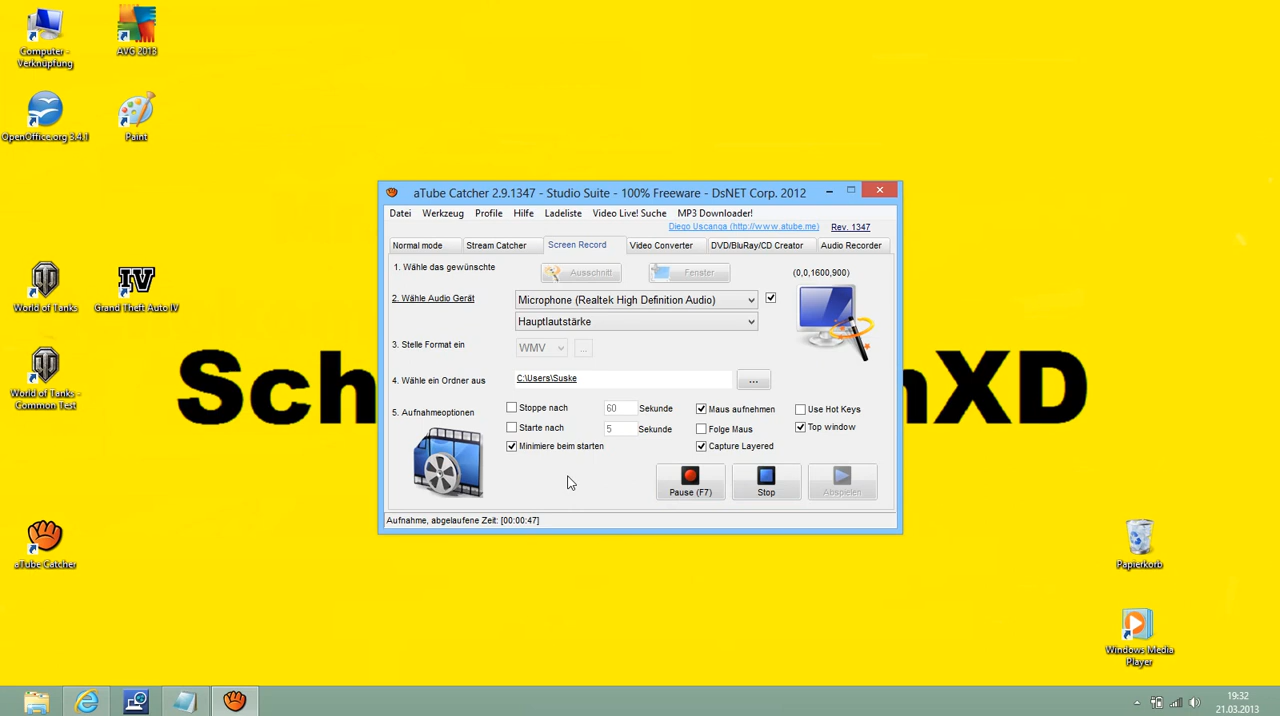 Computer -
Verknüpfung
AVG 2013
OpenOffice.org 3.4.1
Paint
World of Tanks
Grand Theft Auto IV
World of Tanks -
Common Test
aTube Catcher
Sch
nXD
aTube Catcher 2.9.1347 - Studio Suite - 100% Freeware - DsNET Corp. 2012
Datei Werkzeug Profile Hilfe Ladeliste Video Live! Suche MP3 Downloader!
Diego Uscanga (http://www.atube.me) Rev. 1347
Normal mode Stream Catcher Screen Record Video Converter DVD/BluRay/CD Creator Audio Recorder
1. Wähle das gewünschte Ausschnitt Fenster (0,0,1600,900)
2. Wähle Audio Gerät Microphone (Realtek High Definition Audio)
Hauptlautstärke
3. Stelle Format ein WMV ...
4. Wähle ein Ordner aus C:\Users\Suske ...
5. Aufnahmeoptionen Stoppe nach 60 Sekunde Maus aufnehmen Use Hot Keys
Starte nach 5 Sekunde Folge Maus Top window
Minimiere beim starten Capture Layered
Pause (F7) Stop Abspielen
Aufnahme, abgelaufene Zeit: [00:00:47]
Papierkorb
Windows Media
Player
19:32
21.03.2013